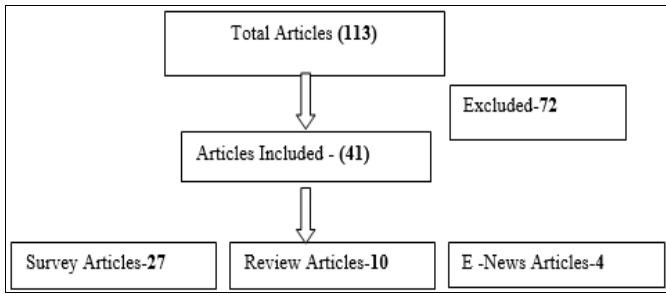 Total Articles (113)
Excluded-72
Articles Included - (41)
Survey Articles-27
Review Articles-10
E -News Articles-4